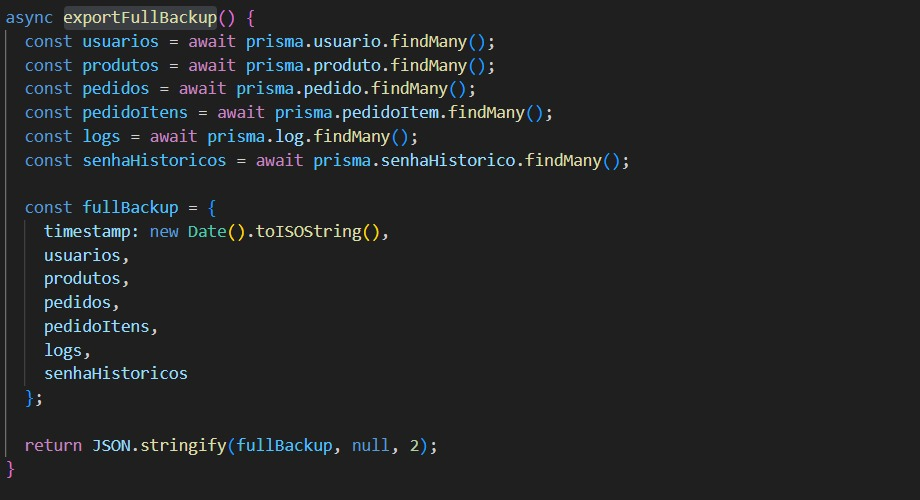 async exportFullBackup() {
const usuarios = await prisma.usuario.findMany();
const produtos = await prisma.produto.findMany();
const pedidos = await prisma.pedido.findMany();
const pedidoItens = await prisma.pedidoItem.findMany();
const logs = await prisma.log.findMany();
const senhaHistoricos = await prisma.senhaHistorico.findMany();
const fullBackup = {
timestamp: new Date().toISOString(),
usuarios,
produtos,
pedidos,
pedidoItens,
logs,
senhaHistoricos
};
return JSON.stringify(fullBackup, null, 2);
}